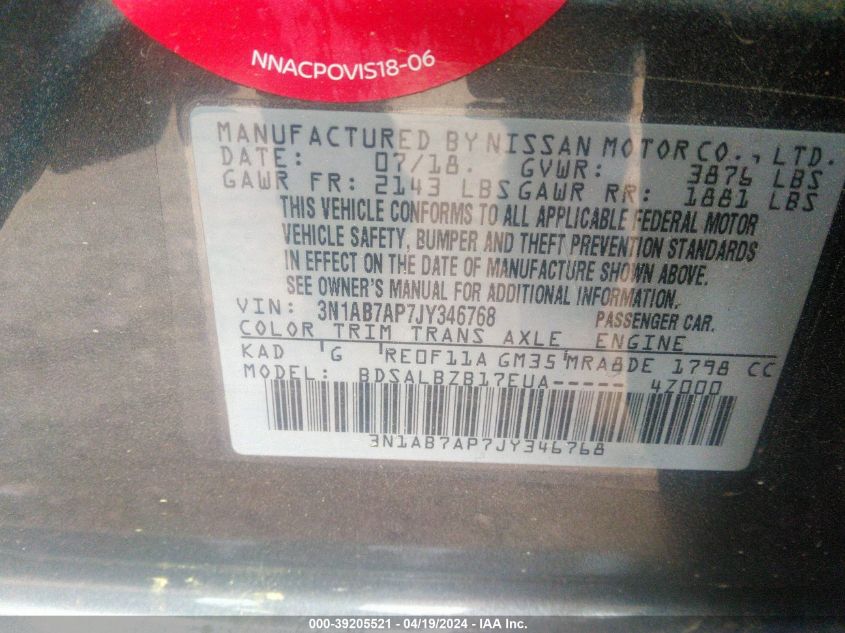 NNACPOVIS18-06
MANUFACTURED BY NISSAN MOTOR CO., LTD.
DATE: 07/18. GVWR: 3876 LBS
GAWR FR: 2143 LBS GAWR RR: 1881 LBS
THIS VEHICLE CONFORMS TO ALL APPLICABLE FEDERAL MOTOR
VEHICLE SAFETY, BUMPER AND THEFT PREVENTION STANDARDS
IN EFFECT ON THE DATE OF MANUFACTURE SHOWN ABOVE.
SEE OWNER'S MANUAL FOR ADDITIONAL INFORMATION.
VIN: 3N1AB7AP7JY346768 PASSENGER CAR.
COLOR TRIM TRANS AXLE ENGINE
KAD G RE0F11A GM35 MRA8DE 1798 CC
MODEL: BDSALBZB17EUA----- 4Z000
3N1AB7AP7JY346768
000-39205521 - 04/19/2024 - IAA Inc.